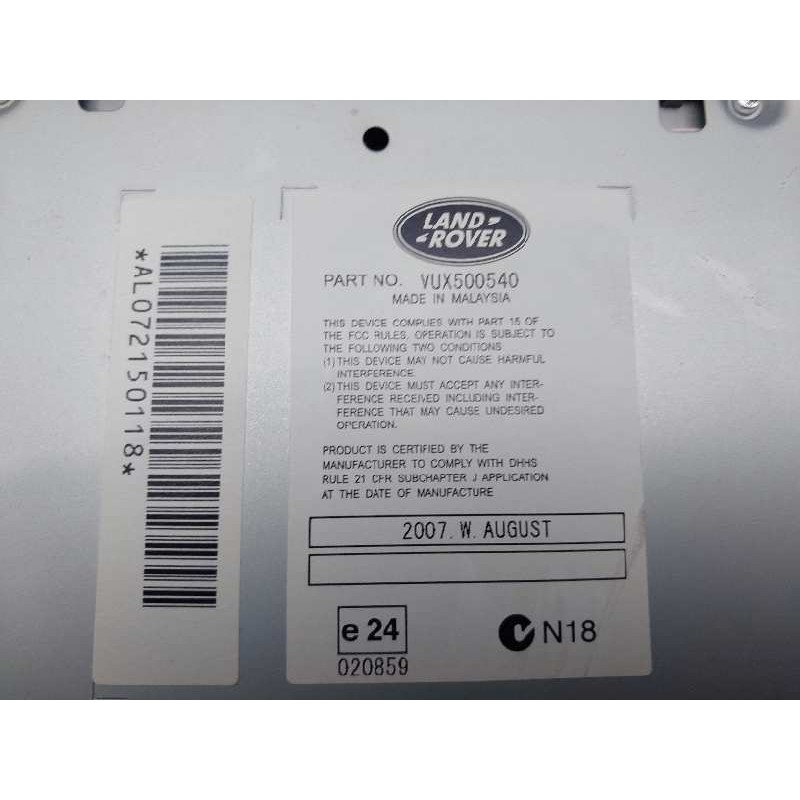 *AL072150118*
LAND-
-ROVER
PART NO. VUX500540
MADE IN MALAYSIA
THIS DEVICE COMPLIES WITH PART 15 OF
THE FCC RULES. OPERATION IS SUBJECT TO
THE FOLLOWING TWO CONDITIONS
(1) THIS DEVICE MAY NOT CAUSE HARMFUL
INTERFERENCE.
(2) THIS DEVICE MUST ACCEPT ANY INTER-
FERENCE RECEIVED INCLUDING INTER-
FERENCE THAT MAY CAUSE UNDESIRED
OPERATION.
PRODUCT IS CERTIFIED BY THE
MANUFACTURER TO COMPLY WITH DHHS
RULE 21 CFR SUBCHAPTER J APPLICATION
AT THE DATE OF MANUFACTURE
2007. W. AUGUST
e 24
N18
020859